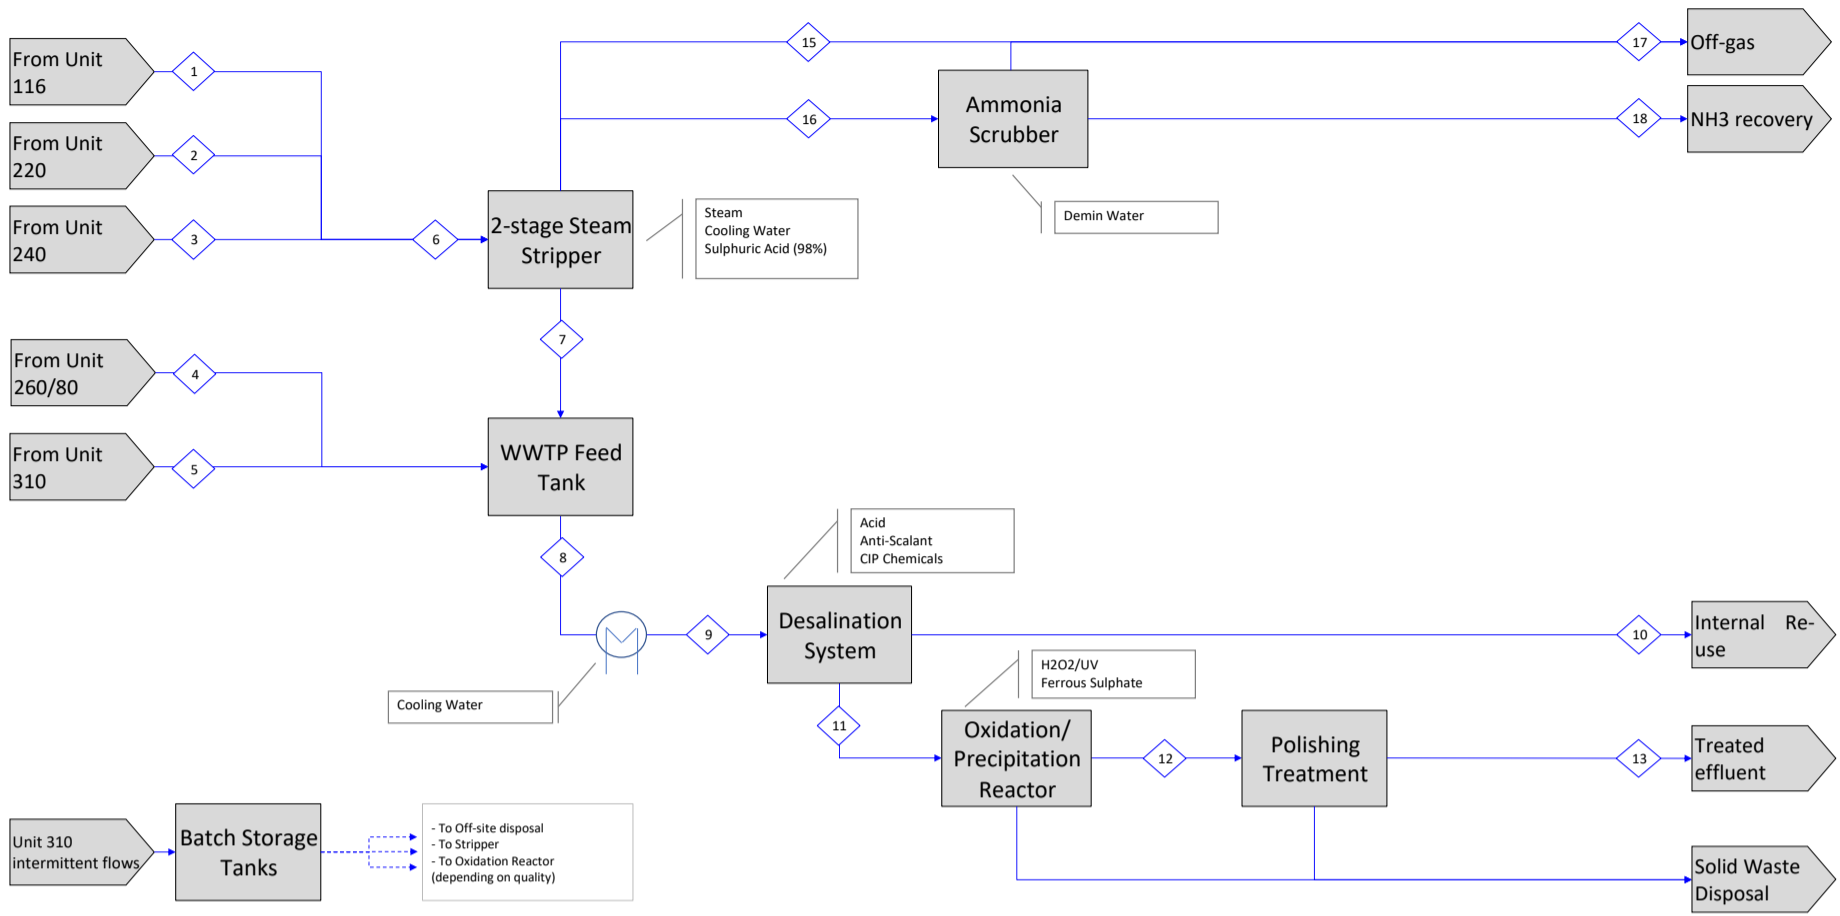 15
17
Off-gas
From Unit
116
1
Ammonia
Scrubber
16
18
NH3 recovery
From Unit
220
2
From Unit
240
3
6
2-stage Steam
Stripper
Steam
Cooling Water
Sulphuric Acid (98%)
Demin Water
7
From Unit
260/80
4
From Unit
310
5
WWTP Feed
Tank
8
Acid
Anti-Scalant
CIP Chemicals
9
Desalination
System
10
Internal Re-
use
Cooling Water
H2O2/UV
Ferrous Sulphate
11
Oxidation/
Precipitation
Reactor
12
Polishing
Treatment
13
Treated
effluent
Unit 310
intermittent flows
Batch Storage
Tanks
- To Off-site disposal
- To Stripper
- To Oxidation Reactor
(depending on quality)
Solid Waste
Disposal